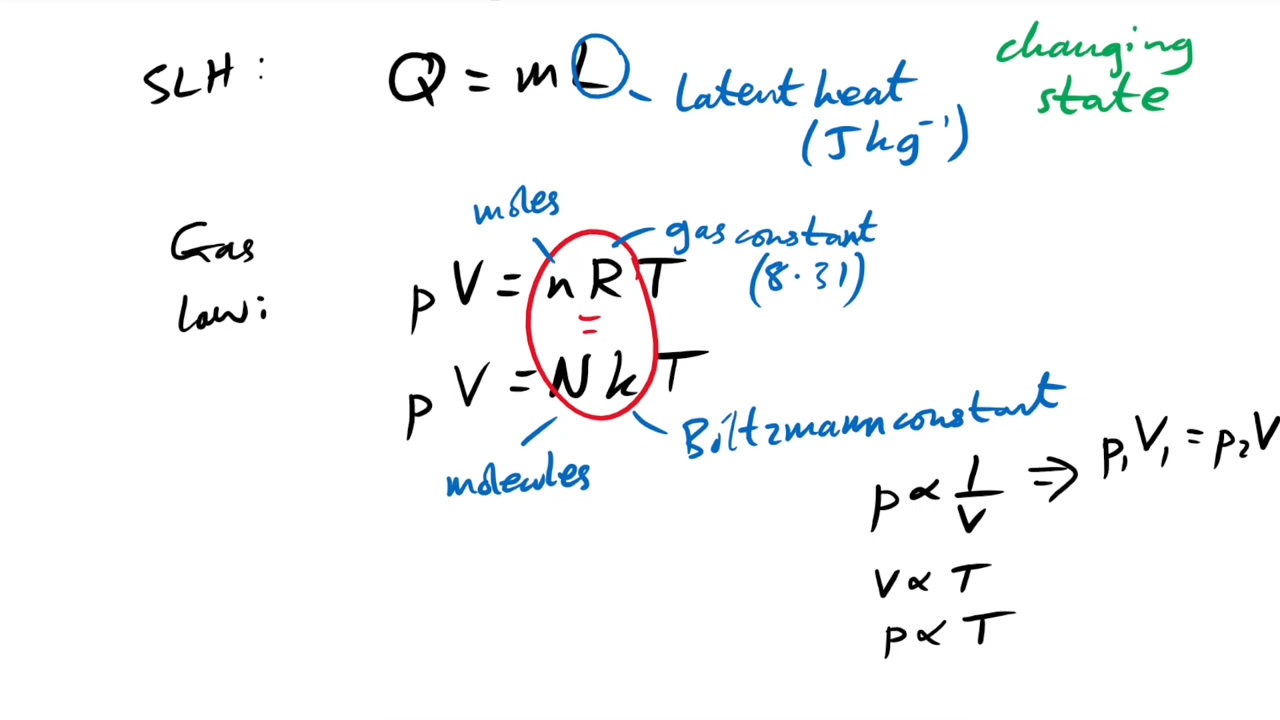 SLH: Q = mL
Latent heat
(J kg⁻¹)
changing
state
Gas
law:
moles
gas constant
(8.31)
pV = nRT
=
pV = NkT
molecules
Boltzmann constant
p ∝ 1/V ⇒ p₁V₁ = p₂V
V ∝ T
p ∝ T